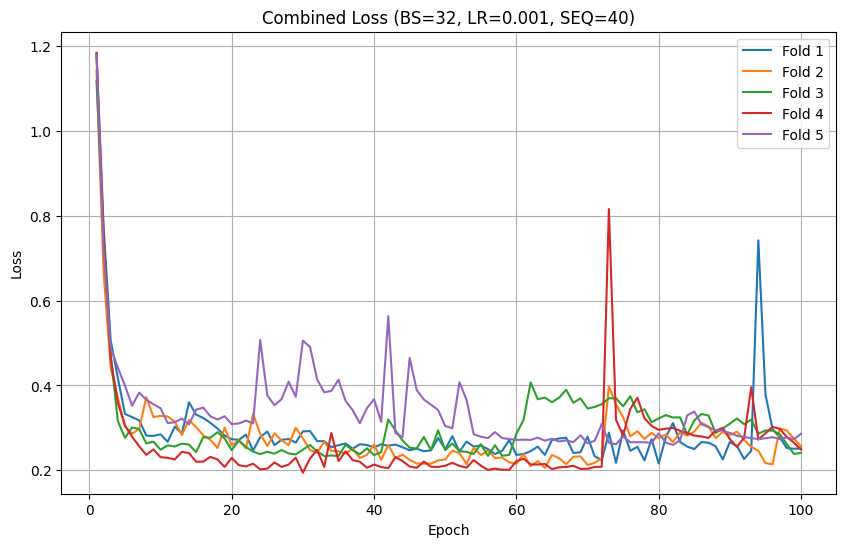 Combined Loss (BS=32, LR=0.001, SEQ=40)
Fold 1
Fold 2
Fold 3
Fold 4
Fold 5
Loss
1.2
1.0
0.8
0.6
0.4
0.2
0 20 40 60 80 100
Epoch